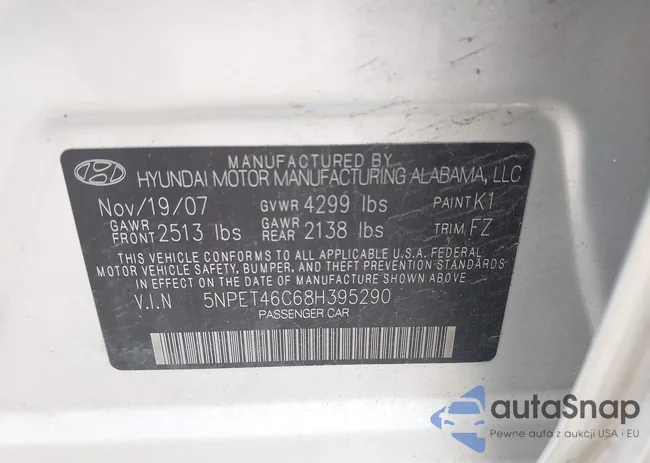 MANUFACTURED BY
HYUNDAI MOTOR MANUFACTURING ALABAMA, LLC
Nov/19/07 GVWR 4299 lbs PAINT K1
GAWR FRONT 2513 lbs GAWR REAR 2138 lbs TRIM FZ
THIS VEHICLE CONFORMS TO ALL APPLICABLE U.S.A. FEDERAL
MOTOR VEHICLE SAFETY, BUMPER, AND THEFT PREVENTION
STANDARDS IN EFFECT ON THE DATE OF MANUFACTURE SHOWN ABOVE
V.I.N 5NPET46C68H395290
PASSENGER CAR
autaSnap
Pewne auta z aukcji USA i EU